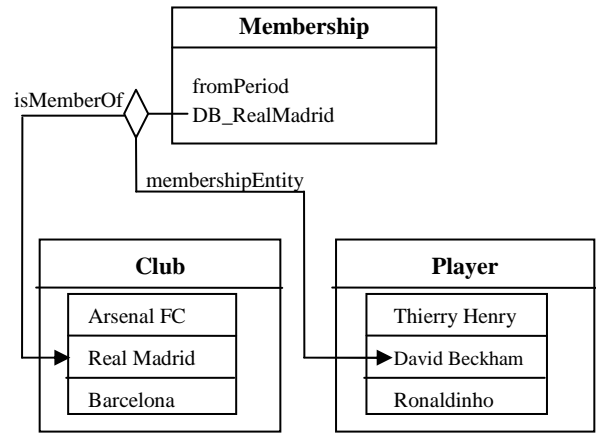 Membership
fromPeriod
isMemberOf
DB_RealMadrid
membershipEntity
Club
Arsenal FC
Real Madrid
Barcelona
Player
Thierry Henry
David Beckham
Ronaldinho